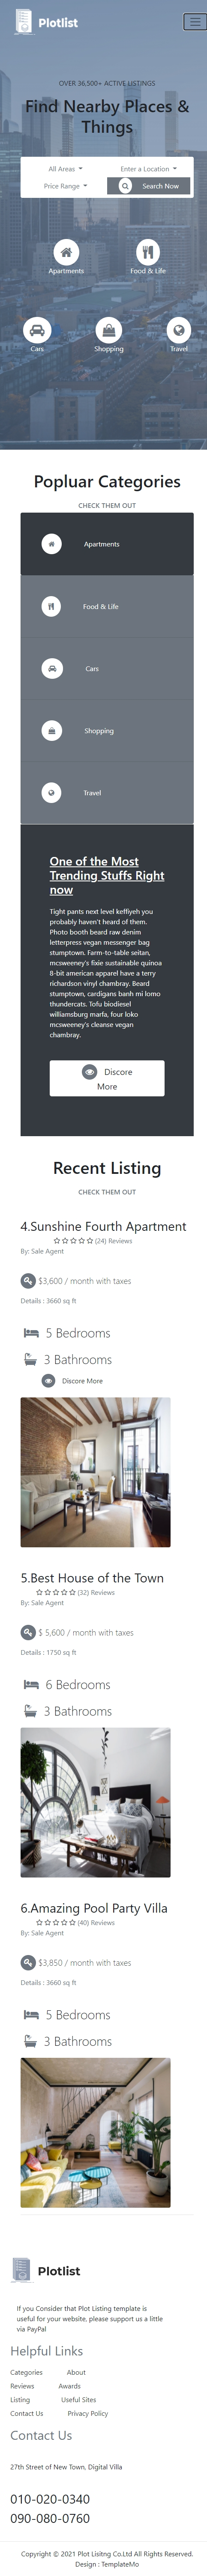 Plotlist
OVER 36,500+ ACTIVE LISTINGS
Find Nearby Places &
Things
All Areas
Enter a Location
Price Range
Search Now
Apartments
Food & Life
Cars
Shopping
Travel
Popluar Categories
CHECK THEM OUT
Apartments
Food & Life
Cars
Shopping
Travel
One of the Most
Trending Stuffs Right
now
Tight pants next level keffiyeh you
probably haven't heard of them.
Photo booth beard raw denim
letterpress vegan messenger bag
stumptown. Farm-to-table seitan,
mcsweeney's fixie sustainable quinoa
8-bit american apparel have a terry
richardson vinyl chambray. Beard
stumptown, cardigans banh mi lomo
thundercats. Tofu biodiesel
williamsburg marfa, four loko
mcsweeney's cleanse vegan
chambray.
Discore
More
Recent Listing
CHECK THEM OUT
4.Sunshine Fourth Apartment
(24) Reviews
By: Sale Agent
$3,600 / month with taxes
Details : 3660 sq ft
5 Bedrooms
3 Bathrooms
Discore More
5.Best House of the Town
(32) Reviews
By: Sale Agent
$ 5,600 / month with taxes
Details : 1750 sq ft
6 Bedrooms
3 Bathrooms
6.Amazing Pool Party Villa
(40) Reviews
By: Sale Agent
$3,850 / month with taxes
Details : 3660 sq ft
5 Bedrooms
3 Bathrooms
Plotlist
If you Consider that Plot Listing template is
useful for your website, please support us a little
via PayPal
Helpful Links
Categories About
Reviews Awards
Listing Useful Sites
Contact Us Privacy Policy
Contact Us
27th Street of New Town, Digital Villa
010-020-0340
090-080-0760
Copyright © 2021 Plot Lisitng Co.Ltd All Rights Reserved.
Design : TemplateMo